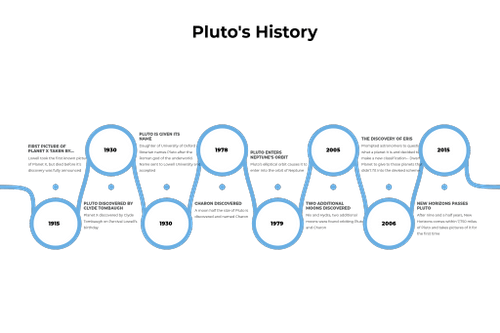 Pluto's History
FIRST PICTURE OF
PLANET X TAKEN BY...
Lowell took the first known picture
of Planet X, but died before it's
discovery was fully announced
1915
1930
PLUTO DISCOVERED BY
CLYDE TOMBAUGH
Planet X discovered by Clyde
Tombaugh on the real Lowell's
birthday.
PLUTO IS GIVEN ITS
NAME
Daughter of University of Oxford
librarian names Pluto after the
Roman god of the underworld.
Name sent to Lowell
accepted
1930
1978
CHARON DISCOVERED
A moon half the size of Pluto is
discovered and named Charon
PLUTO ENTERS
NEPTUNE'S ORBIT
Pluto's elliptical orbit causes it to
enter into the orbit of Neptune.
1979
2005
TWO ADDITIONAL
MOONS DISCOVERED
Nix and Hydra, two additional
moons were found orbiting Pluto
and Charon
THE DISCOVERY OF ERIS
Prompted astronomers to question
what a planet is and decided to
make a new classification - Dwarf
Planet to give to those planets that
didn't fit into the decided scheme
2006
2015
NEW HORIZONS PASSES
PLUTO
After nine and a half years, New
Horizons comes within 7,750 miles
of Pluto and takes pictures of it for
the first time.